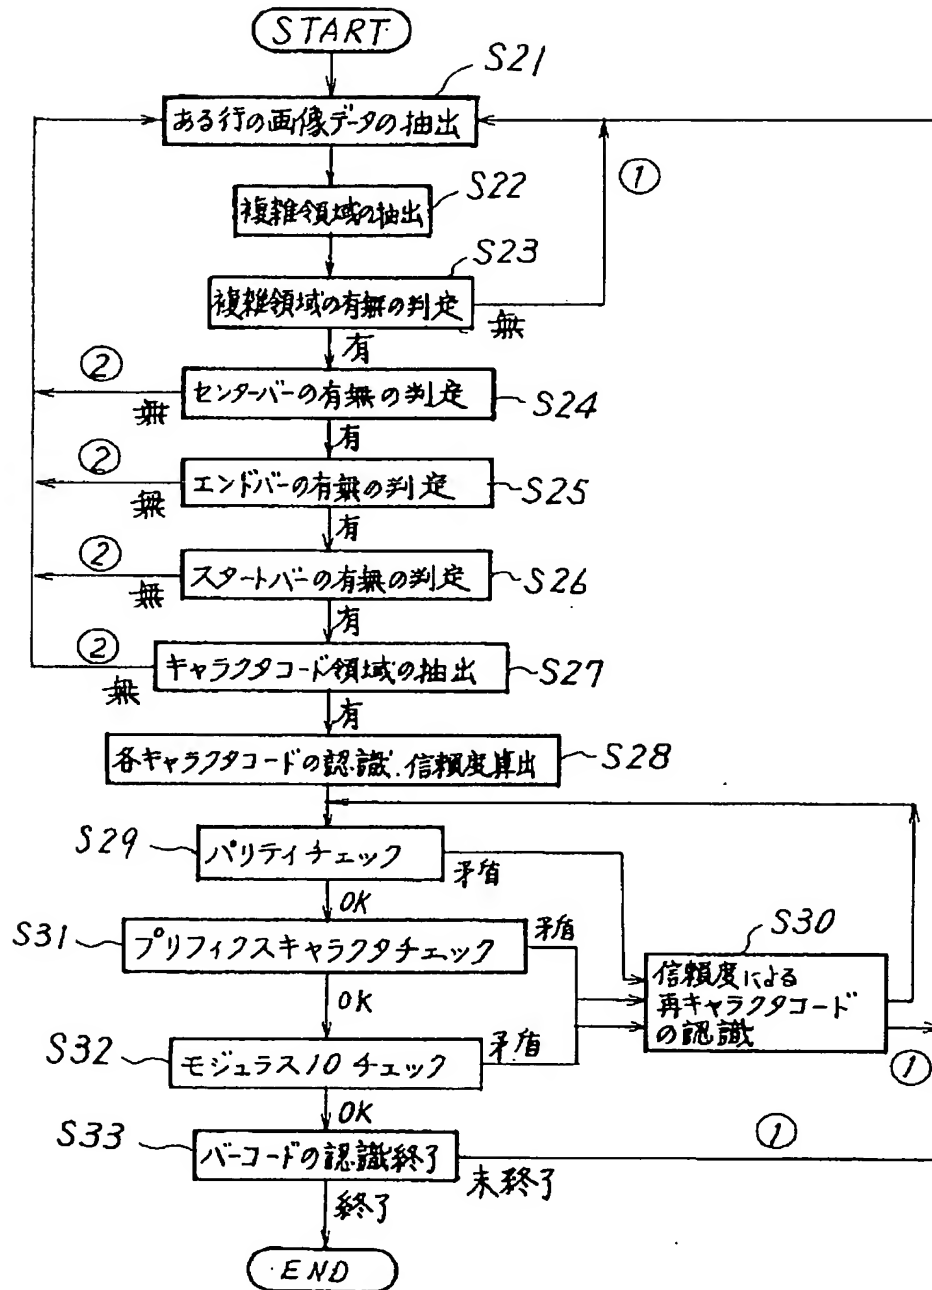 START
S21
ある行の画像データの抽出
①
S22
複雑領域の抽出
S23
複雑領域の有無の判定
無
有
②
センターバーの有無の判定
S24
無
有
②
エンドバーの有無の判定
S25
無
有
②
スタートバーの有無の判定
S26
無
有
②
キャラクタコード領域の抽出
S27
無
有
各キャラクタコードの認識、信頼度算出
S28
S29
パリティチェック
矛盾
OK
S31
プリフィクスキャラクタチェック
矛盾
S30
信頼度による
再キャラクタコード
の認識
OK
S32
モジュラス10チェック
矛盾
①
OK
S33
バーコードの認識終了
①
未終了
終了
END